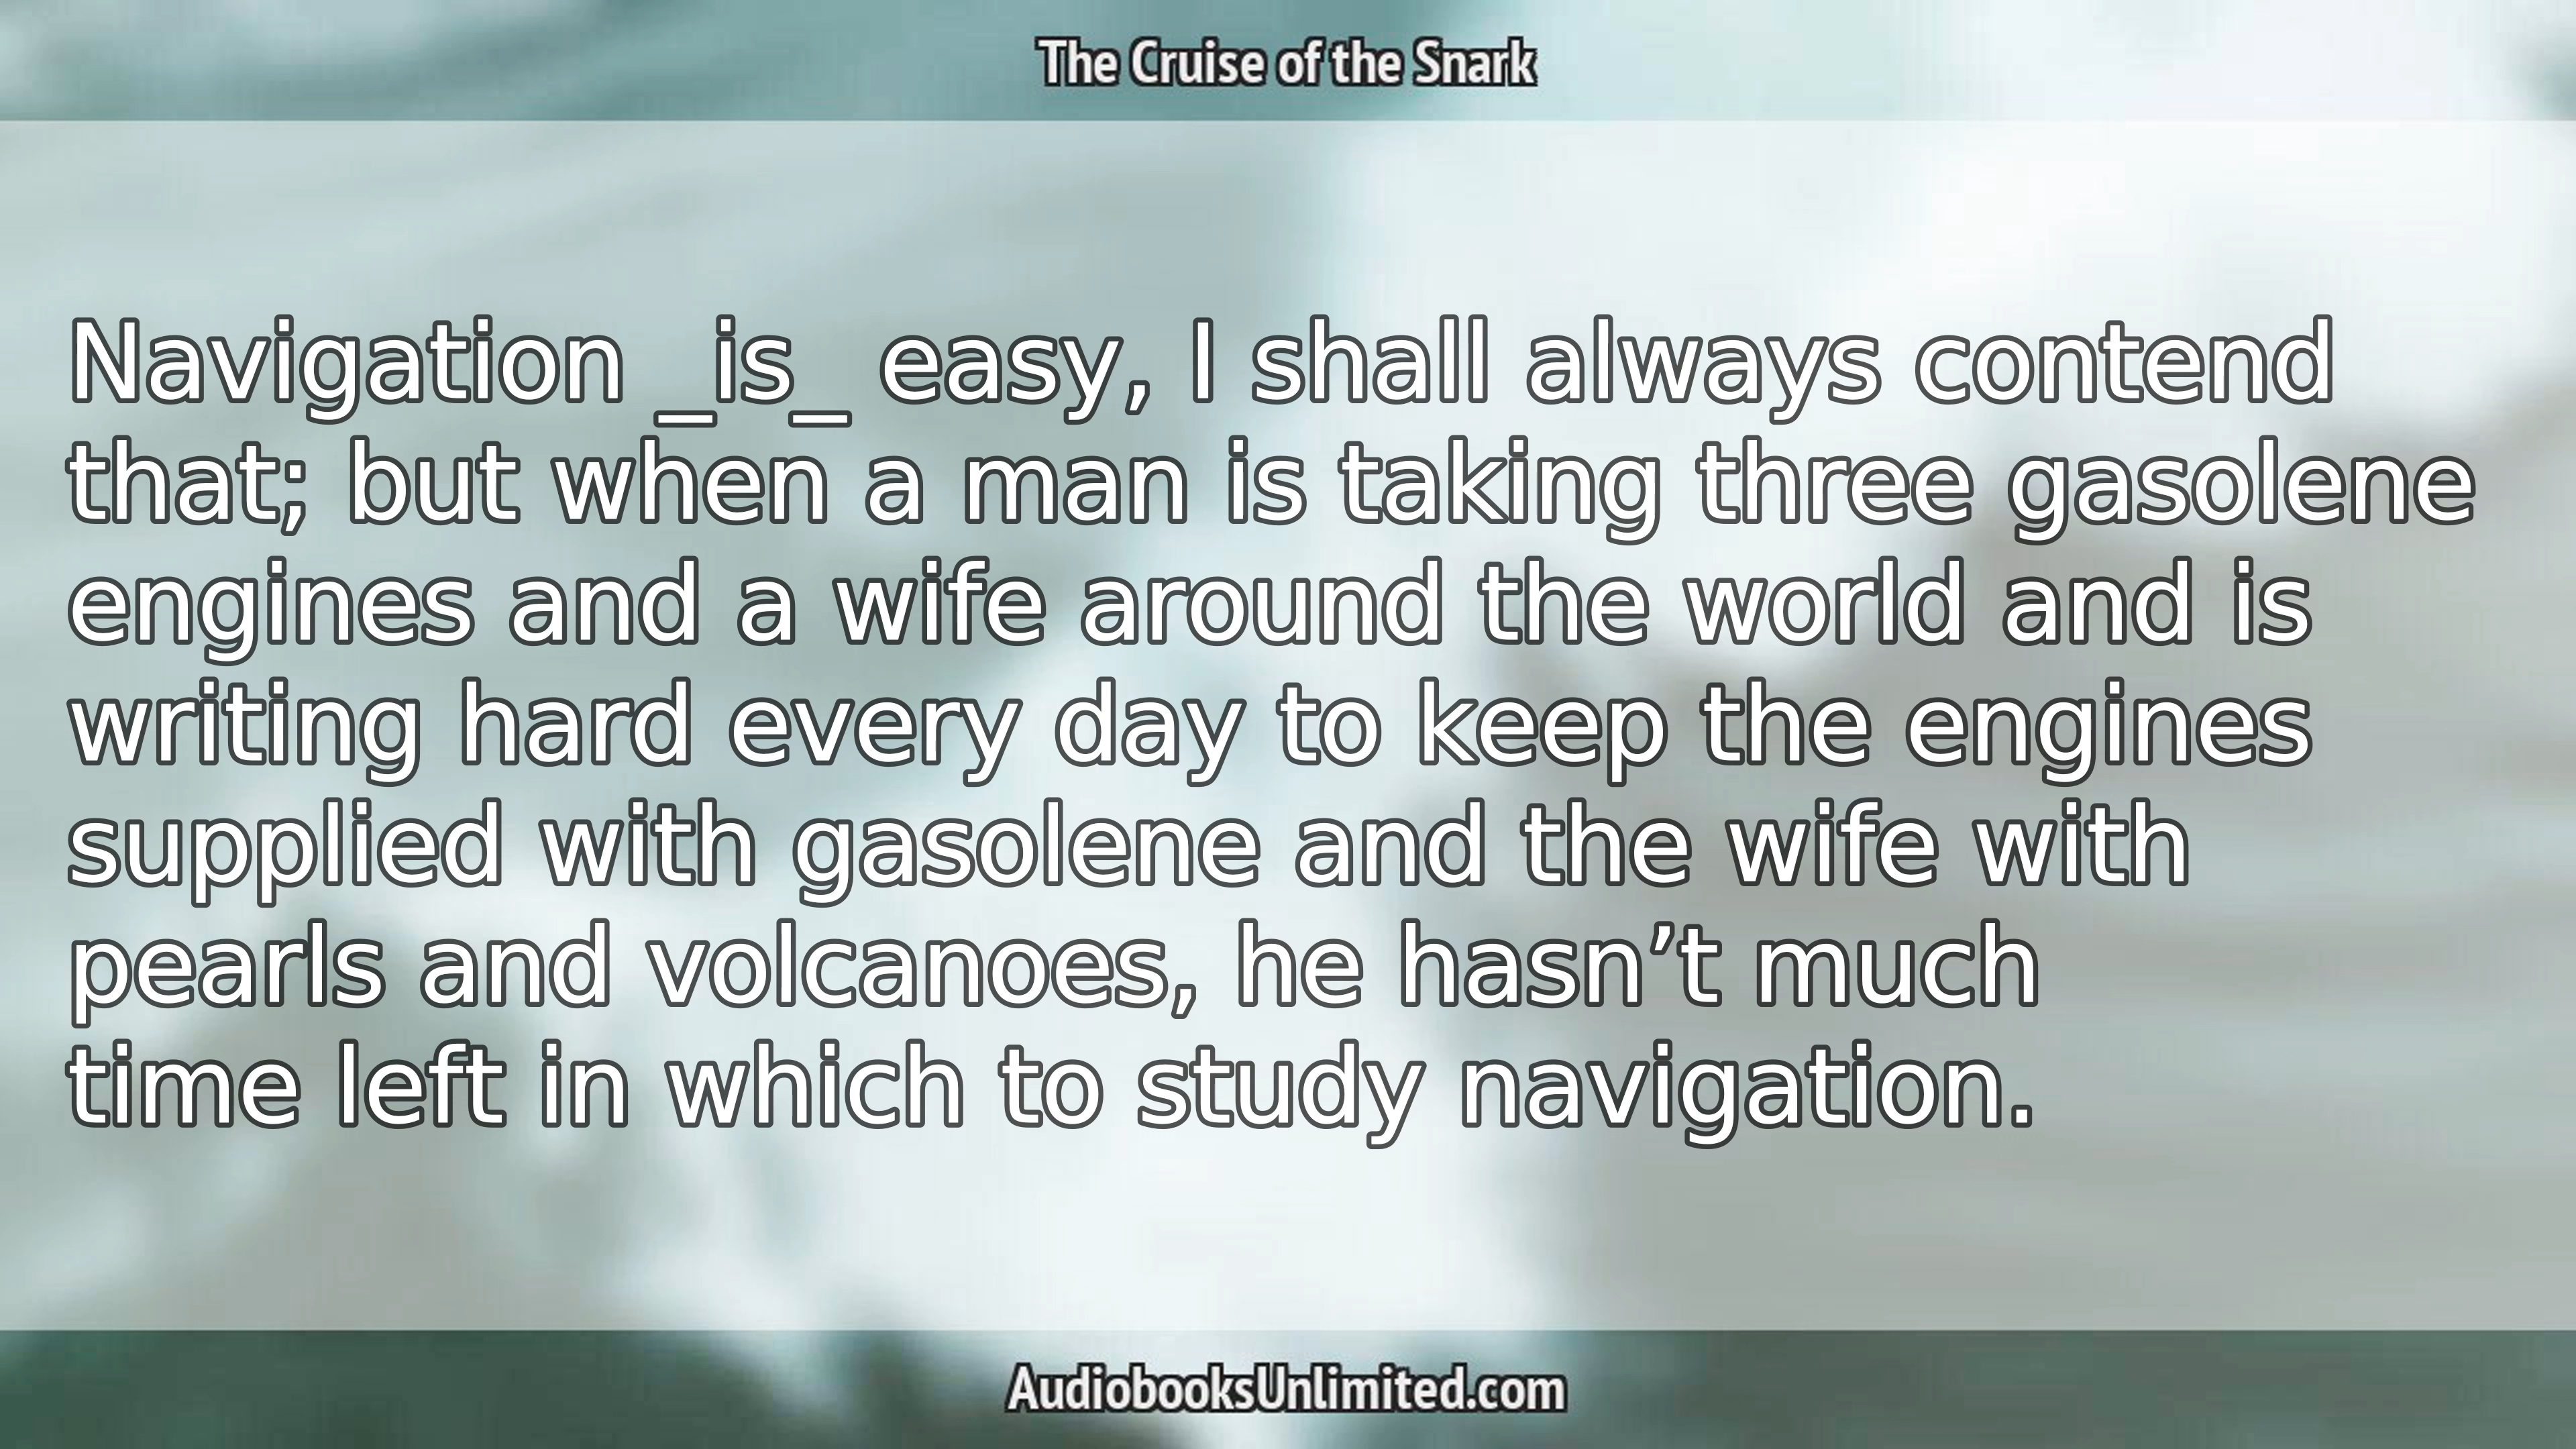 The Cruise of the Snark
Navigation _is_ easy, I shall always contend
that; but when a man is taking three gasolene
engines and a wife around the world and is
writing hard every day to keep the engines
supplied with gasolene and the wife with
pearls and volcanoes, he hasn’t much
time left in which to study navigation.
AudiobooksUnlimited.com